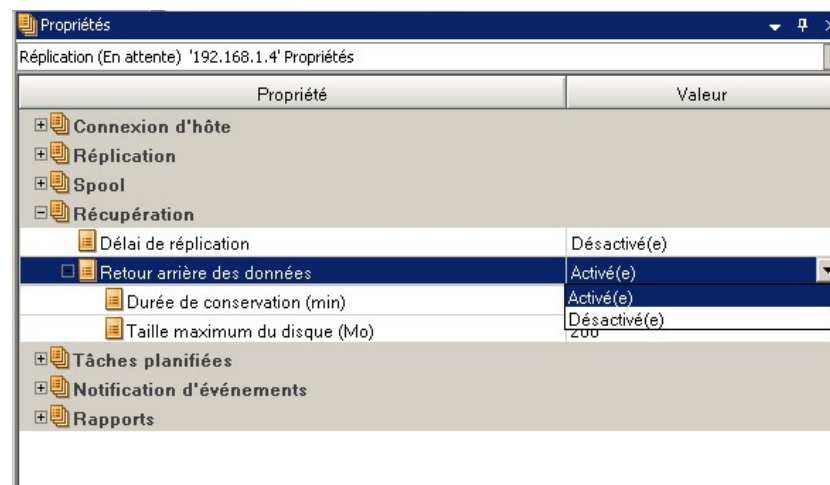 Propriétés
Réplication (En attente) '192.168.1.4' Propriétés
Propriété Valeur
Connexion d'hôte
Réplication
Spool
Récupération
Délai de réplication Désactivé(e)
Retour arrière des données Activé(e)
Durée de conservation (min) Activé(e)
Désactivé(e)
Taille maximum du disque (Mo) 200
Tâches planifiées
Notification d'événements
Rapports